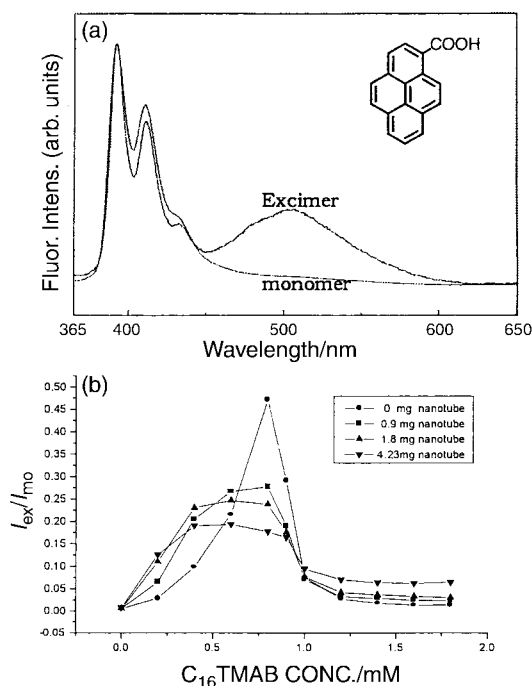 (a)
COOH
Fluor. Intens. (arb. units)
Excimer
monomer
365 400 500 600 650
Wavelength/nm
(b)
0 mg nanotube
0.9 mg nanotube
1.8 mg nanotube
4.23mg nanotube
Iex/Imo
0.50
0.45
0.40
0.35
0.30
0.25
0.20
0.15
0.10
0.05
0.00
-0.05
0.0 0.5 1.0 1.5 2.0
C16TMAB CONC./mM